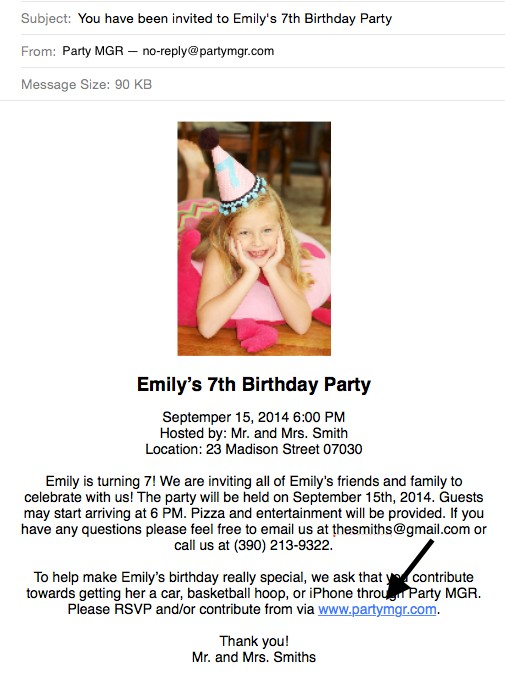 Subject: You have been invited to Emily's 7th Birthday Party
From: Party MGR — no-reply@partymgr.com
Message Size: 90 KB
7
Emily's 7th Birthday Party
Septemper 15, 2014 6:00 PM
Hosted by: Mr. and Mrs. Smith
Location: 23 Madison Street 07030
Emily is turning 7! We are inviting all of Emily's friends and family to
celebrate with us! The party will be held on September 15th, 2014. Guests
may start arriving at 6 PM. Pizza and entertainment will be provided. If you
have any questions please feel free to email us at thesmiths@gmail.com or
call us at (390) 213-9322.
To help make Emily's birthday really special, we ask that you contribute
towards getting her a car, basketball hoop, or iPhone through Party MGR.
Please RSVP and/or contribute from via www.partymgr.com.
Thank you!
Mr. and Mrs. Smiths